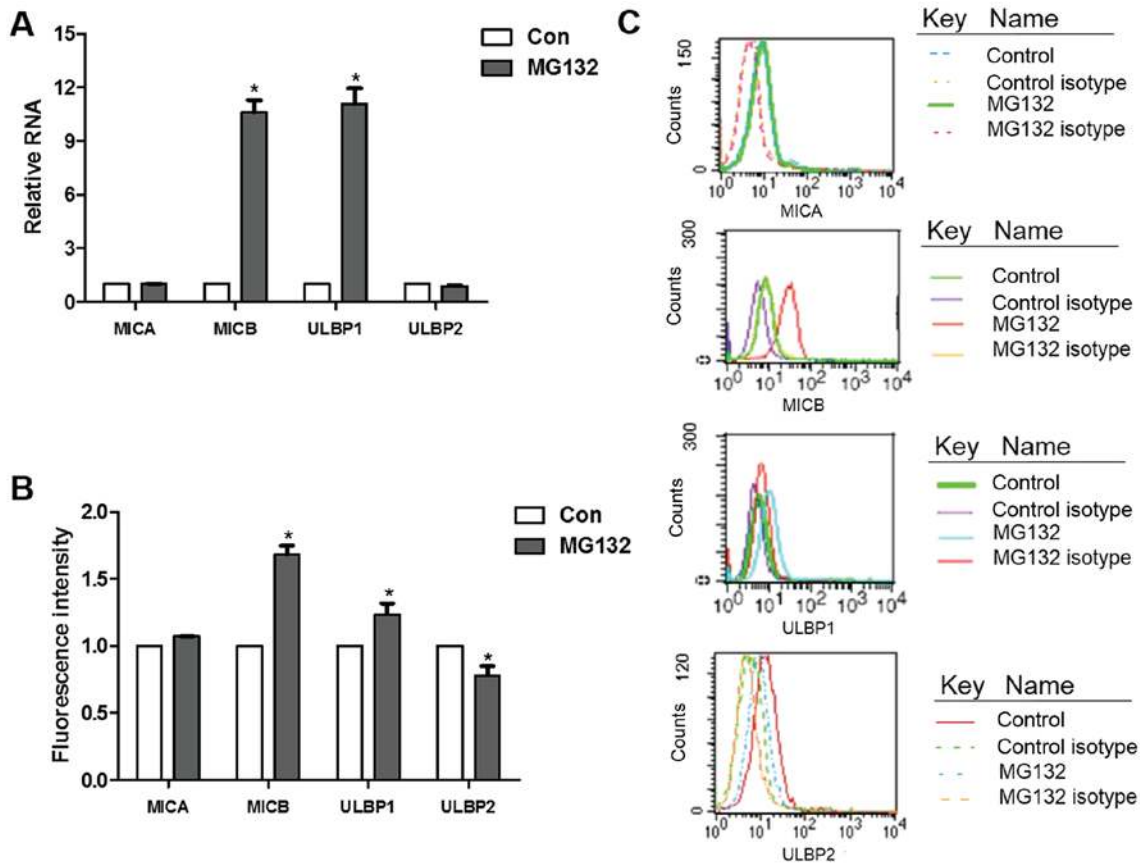 A
Con
MG132
Relative RNA
15
12
9
6
3
0
* *
MICA MICB ULBP1 ULBP2
B
Con
MG132
Fluorescence intensity
2.0
1.5
1.0
0.5
0.0
* * *
MICA MICB ULBP1 ULBP2
C
Key Name
Control
Control isotype
MG132
MG132 isotype
Counts
150
0
10^0 10^1 10^2 10^3 10^4
MICA
Key Name
Control
Control isotype
MG132
MG132 isotype
Counts
300
0
10^0 10^1 10^2 10^3 10^4
MICB
Key Name
Control
Control isotype
MG132
MG132 isotype
Counts
300
0
10^0 10^1 10^2 10^3 10^4
ULBP1
Key Name
Control
Control isotype
MG132
MG132 isotype
Counts
120
0
10^0 10^1 10^2 10^3 10^4
ULBP2